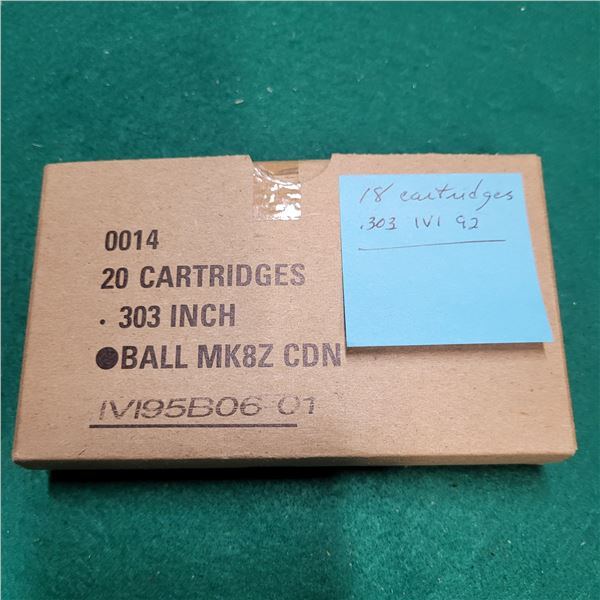 0014
20 CARTRIDGES
. 303 INCH
●BALL MK8Z CDN
IVI95B06-01
18 cartridges
.303 IVI 92